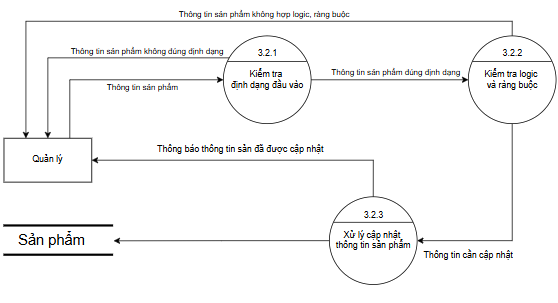 Thông tin sản phẩm không hợp logic, ràng buộc
Thông tin sản phẩm không đúng định dạng
3.2.1
Kiểm tra
định dạng đầu vào
Thông tin sản phẩm đúng định dạng
3.2.2
Kiểm tra logic
và ràng buộc
Thông tin sản phẩm
Quản lý
Thông báo thông tin sản đã được cập nhật
3.2.3
Xử lý cập nhật
thông tin sản phẩm
Sản phẩm
Thông tin cần cập nhật